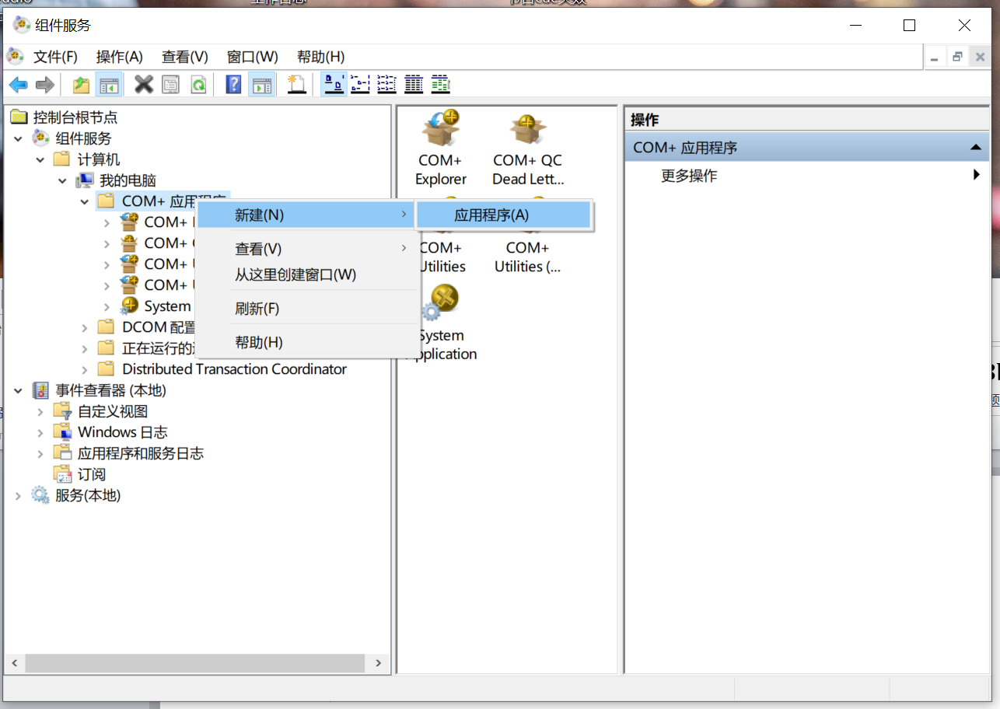 组件服务
文件(F) 操作(A) 查看(V) 窗口(W) 帮助(H)
控制台根节点
组件服务
计算机
我的电脑
COM+ 应用程序
COM+
COM+
COM+
COM+
System
DCOM 配置
正在运行的
Distributed Transaction Coordinator
事件查看器 (本地)
自定义视图
Windows 日志
应用程序和服务日志
订阅
服务(本地)
新建(N)
查看(V)
从这里创建窗口(W)
刷新(F)
帮助(H)
应用程序(A)
COM+
Explorer
COM+ QC
Dead Lett...
COM+
Utilities
COM+
Utilities (...
System
Application
操作
COM+ 应用程序
更多操作